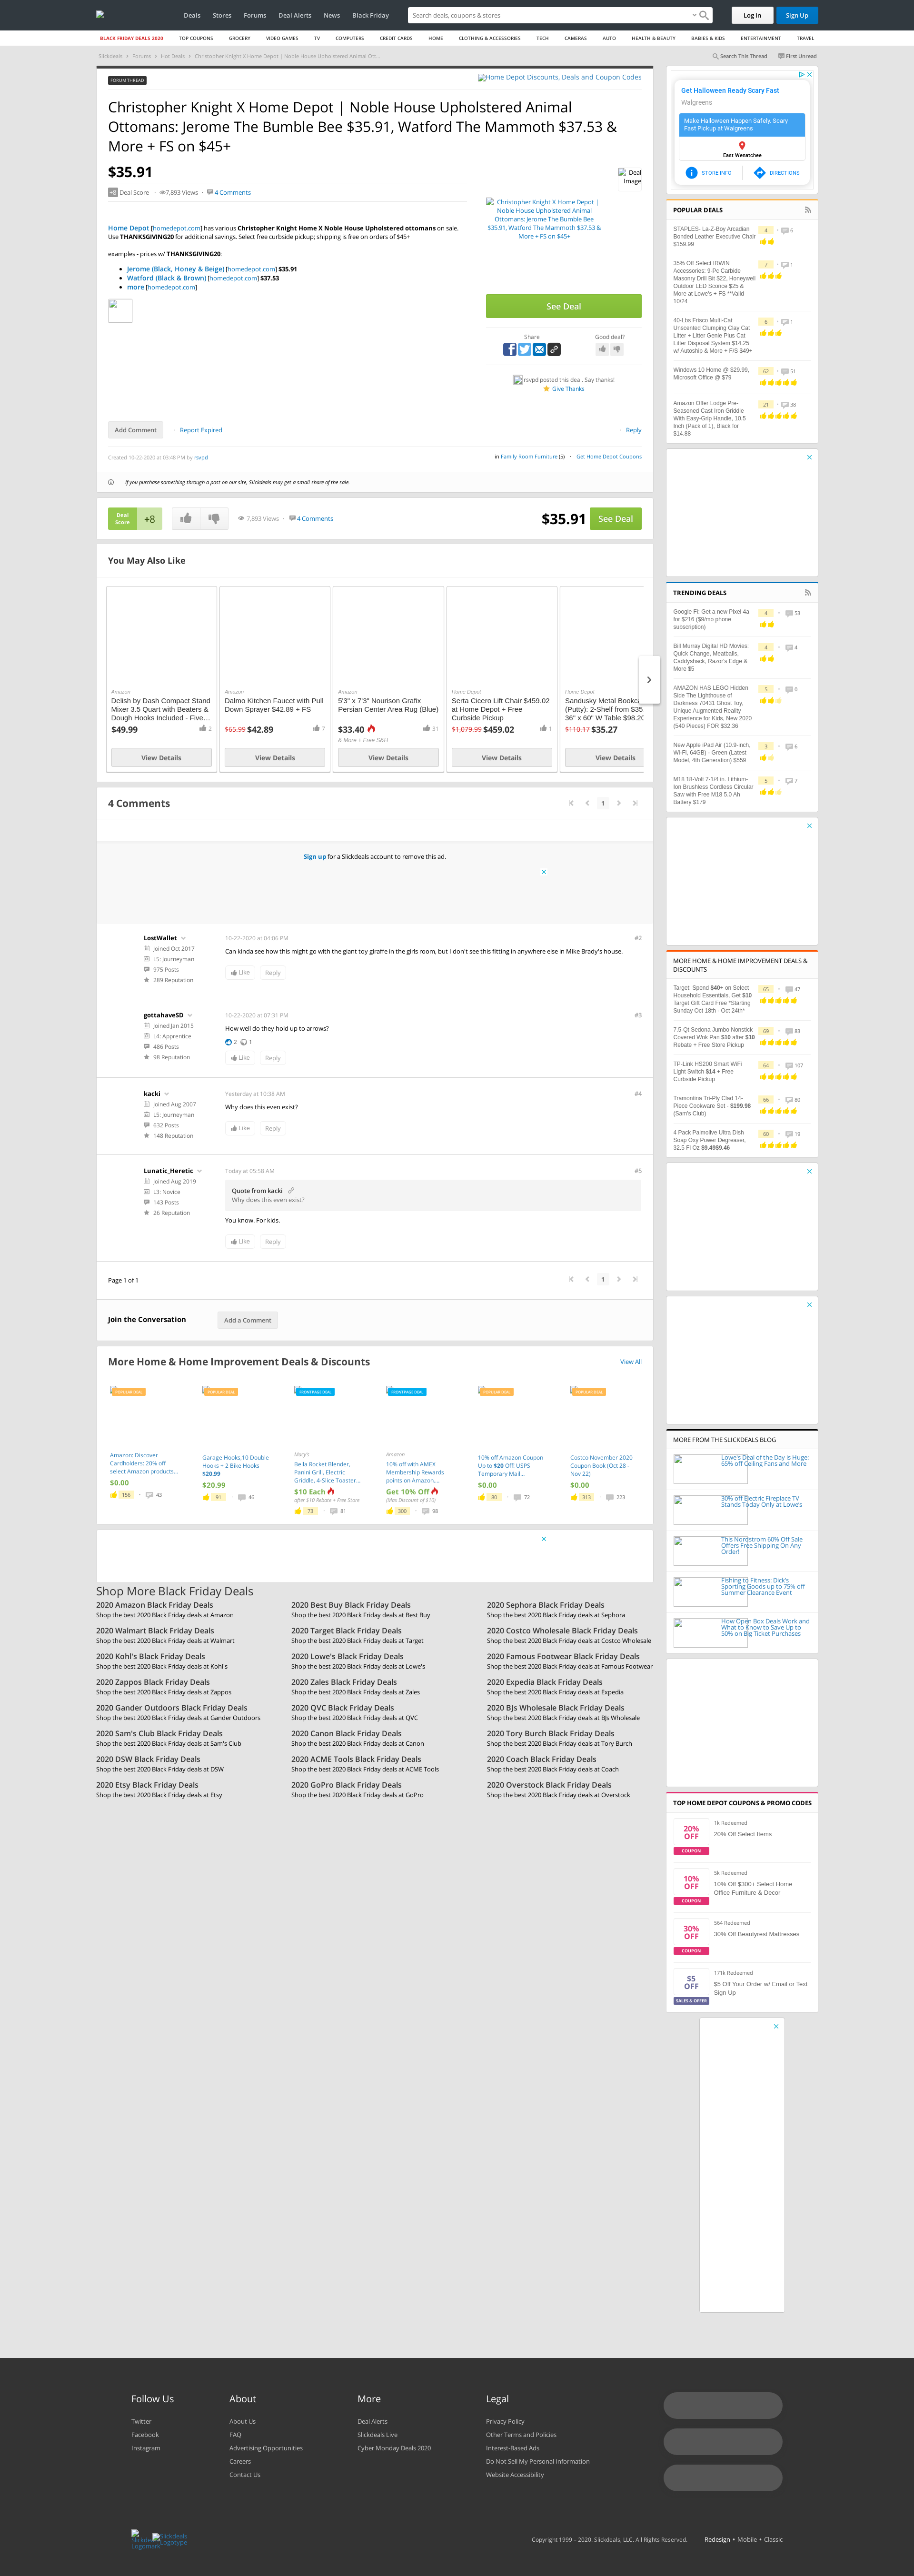 Deals Stores Forums Deal Alerts News Black Friday
Search deals, coupons & stores
Log In
Sign Up
BLACK FRIDAY DEALS 2020 TOP COUPONS GROCERY VIDEO GAMES TV COMPUTERS CREDIT CARDS HOME CLOTHING & ACCESSORIES TECH CAMERAS AUTO HEALTH & BEAUTY BABIES & KIDS ENTERTAINMENT TRAVEL
Slickdeals Forums Hot Deals Christopher Knight X Home Depot | Noble House Upholstered Animal Ott...
Search This Thread First Unread
FORUM THREAD
Home Depot Discounts, Deals and Coupon Codes
Christopher Knight X Home Depot | Noble House Upholstered Animal
Ottomans: Jerome The Bumble Bee $35.91, Watford The Mammoth $37.53 &
More + FS on $45+
$35.91
+8 Deal Score 7,893 Views 4 Comments
Deal
Image
Christopher Knight X Home Depot |
Noble House Upholstered Animal
Ottomans: Jerome The Bumble Bee
$35.91, Watford The Mammoth $37.53 &
More + FS on $45+
Home Depot [homedepot.com] has various Christopher Knight Home X Noble House Upholstered ottomans on sale.
Use THANKSGIVING20 for additional savings. Select free curbside pickup; shipping is free on orders of $45+
examples - prices w/ THANKSGIVING20:
Jerome (Black, Honey & Beige) [homedepot.com] $35.91
Watford (Black & Brown) [homedepot.com] $37.53
more [homedepot.com]
See Deal
Share
Good deal?
rsvpd posted this deal. Say thanks!
Give Thanks
Add Comment
Report Expired
Reply
Created 10-22-2020 at 03:48 PM by rsvpd
in Family Room Furniture (5) Get Home Depot Coupons
If you purchase something through a post on our site, Slickdeals may get a small share of the sale.
Deal
Score
+8
7,893 Views 4 Comments
$35.91
See Deal
You May Also Like
Amazon
Delish by Dash Compact Stand
Mixer 3.5 Quart with Beaters &
Dough Hooks Included - Five...
$49.99
2
View Details
Amazon
Dalmo Kitchen Faucet with Pull
Down Sprayer $42.89 + FS
$65.99 $42.89
7
View Details
Amazon
5'3" x 7'3" Nourison Grafix
Persian Center Area Rug (Blue)
$33.40
31
& More + Free S&H
View Details
Home Depot
Serta Cicero Lift Chair $459.02
at Home Depot + Free
Curbside Pickup
$1,079.99 $459.02
1
View Details
Home Depot
Sandusky Metal Bookca
(Putty): 2-Shelf from $35
36" x 60" W Table $98.20
$110.17 $35.27
View Details
4 Comments
1
Sign up for a Slickdeals account to remove this ad.
LostWallet
Joined Oct 2017
L5: Journeyman
975 Posts
289 Reputation
10-22-2020 at 04:06 PM
#2
Can kinda see how this might go with the giant toy giraffe in the girls room, but I don't see this fitting in anywhere else in Mike Brady's house.
Like
Reply
gottahaveSD
Joined Jan 2015
L4: Apprentice
486 Posts
98 Reputation
10-22-2020 at 07:31 PM
#3
How well do they hold up to arrows?
2 1
Like
Reply
kacki
Joined Aug 2007
L5: Journeyman
632 Posts
148 Reputation
Yesterday at 10:38 AM
#4
Why does this even exist?
Like
Reply
Lunatic_Heretic
Joined Aug 2019
L3: Novice
143 Posts
26 Reputation
Today at 05:58 AM
#5
Quote from kacki
Why does this even exist?
You know. For kids.
Like
Reply
Page 1 of 1
1
Join the Conversation
Add a Comment
More Home & Home Improvement Deals & Discounts
View All
POPULAR DEAL
Amazon: Discover
Cardholders: 20% off
select Amazon products...
$0.00
156 43
POPULAR DEAL
Garage Hooks,10 Double
Hooks + 2 Bike Hooks
$20.99
$20.99
91 46
FRONTPAGE DEAL
Macy's
Bella Rocket Blender,
Panini Grill, Electric
Griddle, 4-Slice Toaster...
$10 Each
after $10 Rebate + Free Store
73 81
FRONTPAGE DEAL
Amazon
10% off with AMEX
Membership Rewards
points on Amazon....
Get 10% Off
(Max Discount of $15)
300 98
POPULAR DEAL
10% off Amazon Coupon
Up to $20 Off: USPS
Temporary Mail...
$0.00
80 72
POPULAR DEAL
Costco November 2020
Coupon Book (Oct 28 -
Nov 22)
$0.00
313 223
Shop More Black Friday Deals
2020 Amazon Black Friday Deals
Shop the best 2020 Black Friday deals at Amazon
2020 Best Buy Black Friday Deals
Shop the best 2020 Black Friday deals at Best Buy
2020 Sephora Black Friday Deals
Shop the best 2020 Black Friday deals at Sephora
2020 Walmart Black Friday Deals
Shop the best 2020 Black Friday deals at Walmart
2020 Target Black Friday Deals
Shop the best 2020 Black Friday deals at Target
2020 Costco Wholesale Black Friday Deals
Shop the best 2020 Black Friday deals at Costco Wholesale
2020 Kohl's Black Friday Deals
Shop the best 2020 Black Friday deals at Kohl's
2020 Lowe's Black Friday Deals
Shop the best 2020 Black Friday deals at Lowe's
2020 Famous Footwear Black Friday Deals
Shop the best 2020 Black Friday deals at Famous Footwear
2020 Zappos Black Friday Deals
Shop the best 2020 Black Friday deals at Zappos
2020 Zales Black Friday Deals
Shop the best 2020 Black Friday deals at Zales
2020 Expedia Black Friday Deals
Shop the best 2020 Black Friday deals at Expedia
2020 Gander Outdoors Black Friday Deals
Shop the best 2020 Black Friday deals at Gander Outdoors
2020 QVC Black Friday Deals
Shop the best 2020 Black Friday deals at QVC
2020 BJs Wholesale Black Friday Deals
Shop the best 2020 Black Friday deals at BJs Wholesale
2020 Sam's Club Black Friday Deals
Shop the best 2020 Black Friday deals at Sam's Club
2020 Canon Black Friday Deals
Shop the best 2020 Black Friday deals at Canon
2020 Tory Burch Black Friday Deals
Shop the best 2020 Black Friday deals at Tory Burch
2020 DSW Black Friday Deals
Shop the best 2020 Black Friday deals at DSW
2020 ACME Tools Black Friday Deals
Shop the best 2020 Black Friday deals at ACME Tools
2020 Coach Black Friday Deals
Shop the best 2020 Black Friday deals at Coach
2020 Etsy Black Friday Deals
Shop the best 2020 Black Friday deals at Etsy
2020 GoPro Black Friday Deals
Shop the best 2020 Black Friday deals at GoPro
2020 Overstock Black Friday Deals
Shop the best 2020 Black Friday deals at Overstock
Get Halloween Ready Scary Fast
Walgreens
Make Halloween Happen Safely. Scary
Fast Pickup at Walgreens
East Wenatchee
STORE INFO
DIRECTIONS
POPULAR DEALS
STAPLES- La-Z-Boy Arcadian
Bonded Leather Executive Chair
$159.99
4 6
35% Off Select IRWIN
Accessories: 9-Pc Carbide
Masonry Drill Bit $22, Honeywell
Outdoor LED Sconce $25 &
More at Lowe's + FS **Valid
10/24
7 1
40-Lbs Frisco Multi-Cat
Unscented Clumping Clay Cat
Litter + Litter Genie Plus Cat
Litter Disposal System $14.25
w/ Autoship & More + F/S $49+
6 1
Windows 10 Home @ $29.99,
Microsoft Office @ $79
62 51
Amazon Offer Lodge Pre-
Seasoned Cast Iron Griddle
With Easy-Grip Handle, 10.5
Inch (Pack of 1), Black for
$14.88
21 38
TRENDING DEALS
Google Fi: Get a new Pixel 4a
for $216 ($9/mo phone
subscription)
4 53
Bill Murray Digital HD Movies:
Quick Change, Meatballs,
Caddyshack, Razor's Edge &
More $5
4 4
AMAZON HAS LEGO Hidden
Side The Lighthouse of
Darkness 70431 Ghost Toy,
Unique Augmented Reality
Experience for Kids, New 2020
(540 Pieces) FOR $32.36
5 0
New Apple iPad Air (10.9-inch,
Wi-Fi, 64GB) - Green (Latest
Model, 4th Generation) $559
3 6
M18 18-Volt 7-1/4 in. Lithium-
Ion Brushless Cordless Circular
Saw with Free M18 5.0 Ah
Battery $179
5 7
MORE HOME & HOME IMPROVEMENT DEALS &
DISCOUNTS
Target: Spend $40+ on Select
Household Essentials, Get $10
Target Gift Card Free *Starting
Sunday Oct 18th - Oct 24th*
65 47
7.5-Qt Sedona Jumbo Nonstick
Covered Wok Pan $10 after $10
Rebate + Free Store Pickup
69 83
TP-Link HS200 Smart WiFi
Light Switch $14 + Free
Curbside Pickup
64 107
Tramontina Tri-Ply Clad 14-
Piece Cookware Set - $199.98
(Sam's Club)
66 80
4 Pack Palmolive Ultra Dish
Soap Oxy Power Degreaser,
32.5 Fl Oz $9.49$9.46
60 19
MORE FROM THE SLICKDEALS BLOG
Lowe's Deal of the Day is Huge:
65% off Ceiling Fans and More
30% off Electric Fireplace TV
Stands Today Only at Lowe's
This Nordstrom 60% Off Sale
Offers Free Shipping On Any
Order!
Fishing to Fitness: Dick's
Sporting Goods up to 75% off
Summer Clearance Event
How Open Box Deals Work and
What to Know to Save Up to
50% on Big Ticket Purchases
TOP HOME DEPOT COUPONS & PROMO CODES
20%
OFF
COUPON
1k Redeemed
20% Off Select Items
10%
OFF
COUPON
5k Redeemed
10% Off $300+ Select Home
Office Furniture & Decor
30%
OFF
COUPON
564 Redeemed
30% Off Beautyrest Mattresses
$5
OFF
SALES & OFFER
171k Redeemed
$5 Off Your Order w/ Email or Text
Sign Up
Follow Us
Twitter
Facebook
Instagram
About
About Us
FAQ
Advertising Opportunities
Careers
Contact Us
More
Deal Alerts
Slickdeals Live
Cyber Monday Deals 2020
Legal
Privacy Policy
Other Terms and Policies
Interest-Based Ads
Do Not Sell My Personal Information
Website Accessibility
Slickdeals
Logomark
Slickdeals
Logotype
Copyright 1999 - 2020. Slickdeals, LLC. All Rights Reserved.
Redesign • Mobile • Classic